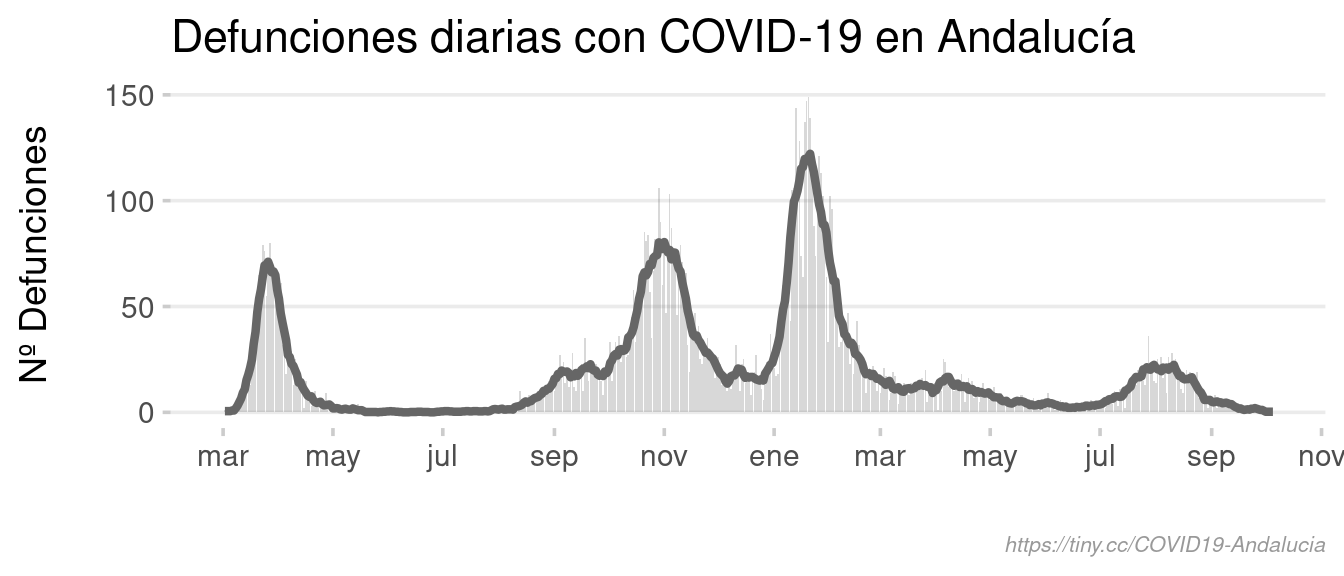 Defunciones diarias con COVID-19 en Andalucía
Nº Defunciones
150
100
50
0
mar may jul sep nov ene mar may jul sep nov
https://tiny.cc/COVID19-Andalucia